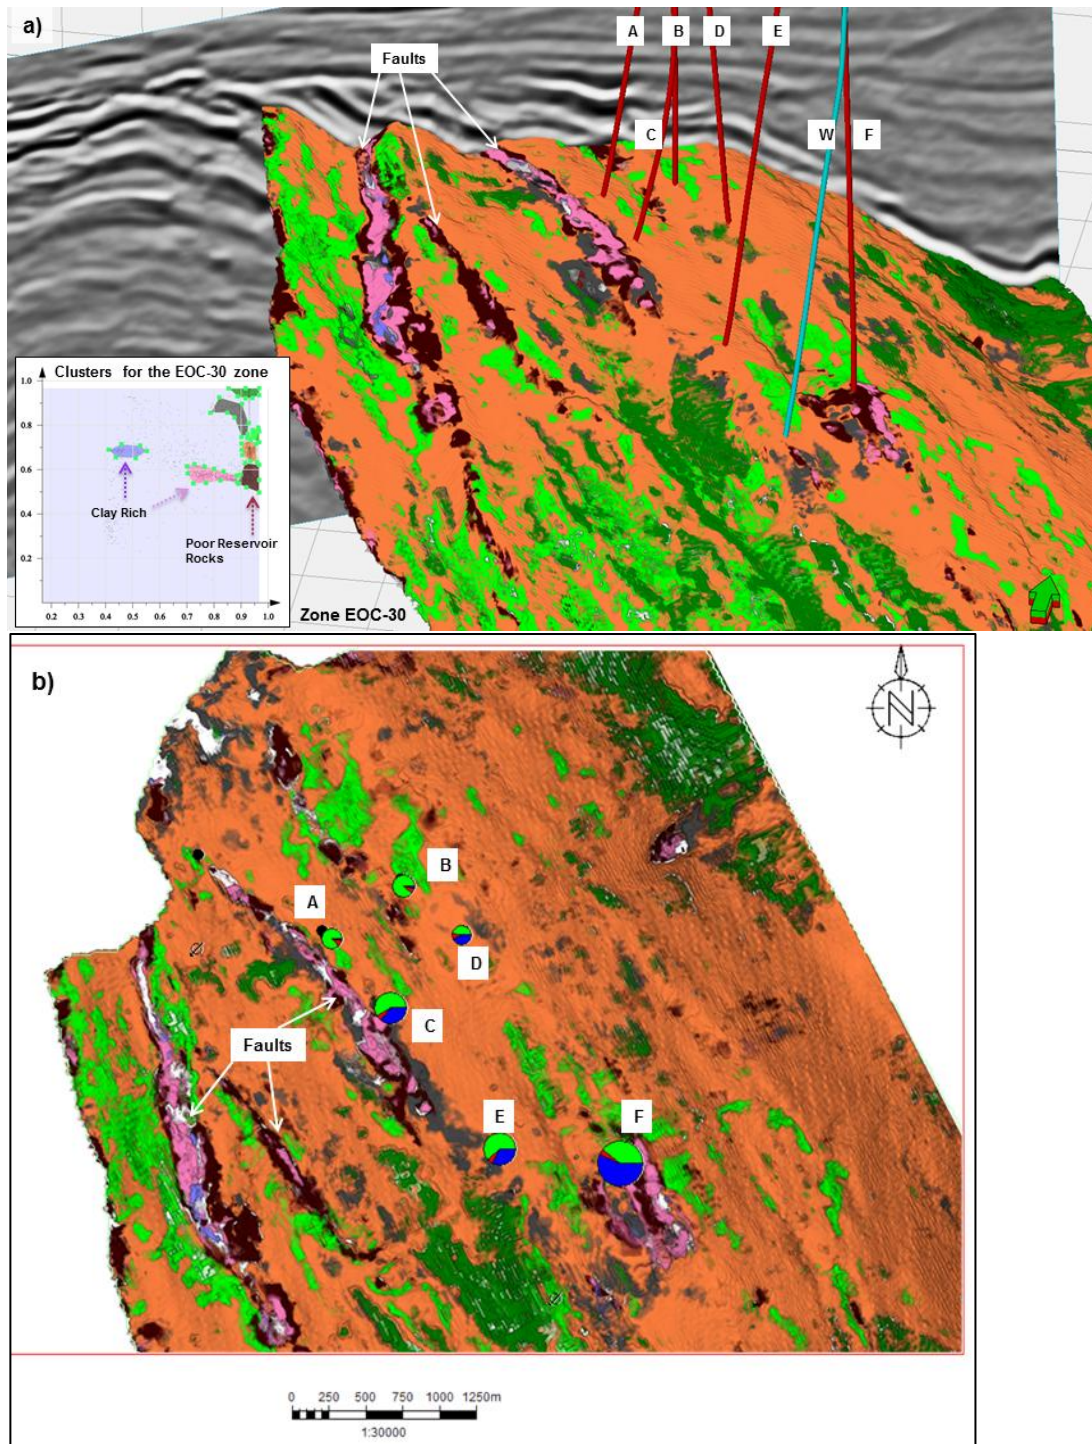 a)
A
B
D
E
Faults
C
W
F
Clusters for the EOC-30 zone
1.0
0.8
0.6
0.4
0.2
Clay Rich
Poor Reservoir
Rocks
0.2 0.3 0.4 0.5 0.6 0.7 0.8 0.9 1.0
Zone EOC-30
b)
N
B
A
D
C
Faults
E
F
0 250 500 750 1000 1250m
1:30000